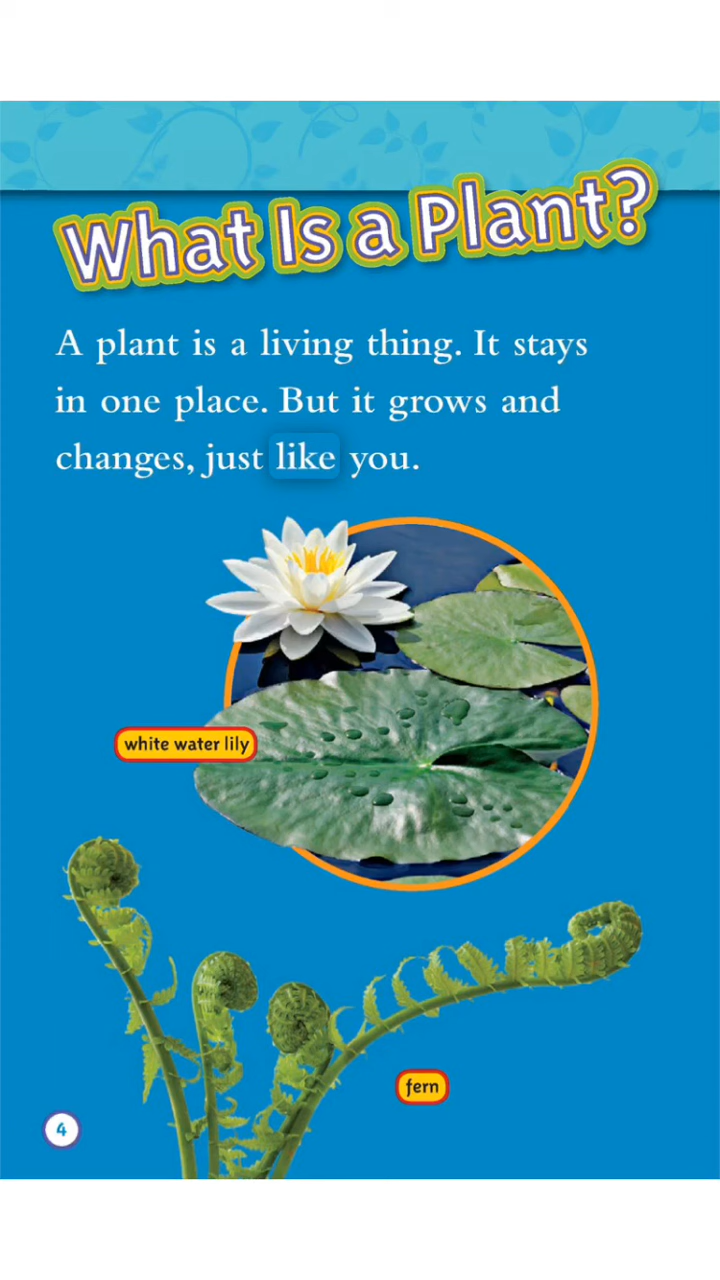 What Is a Plant?
A plant is a living thing. It stays
in one place. But it grows and
changes, just like you.
white water lily
fern
4